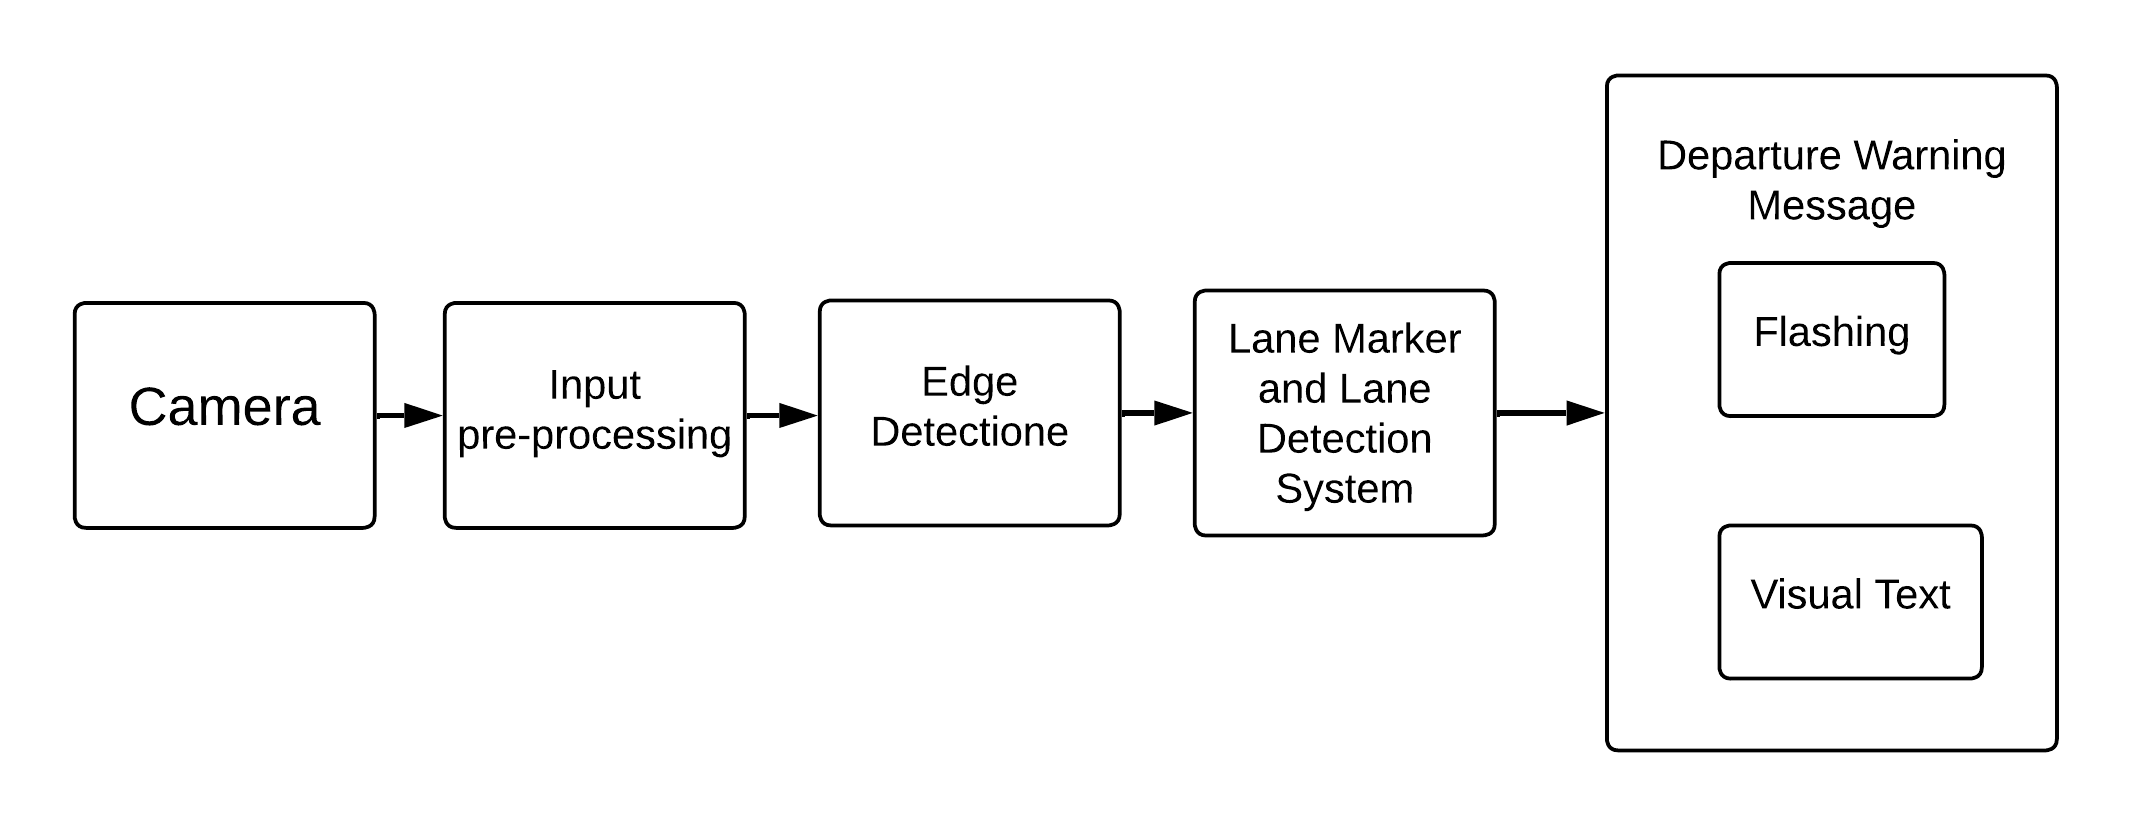 Camera
Input
pre-processing
Edge
Detectione
Lane Marker
and Lane
Detection
System
Departure Warning
Message
Flashing
Visual Text